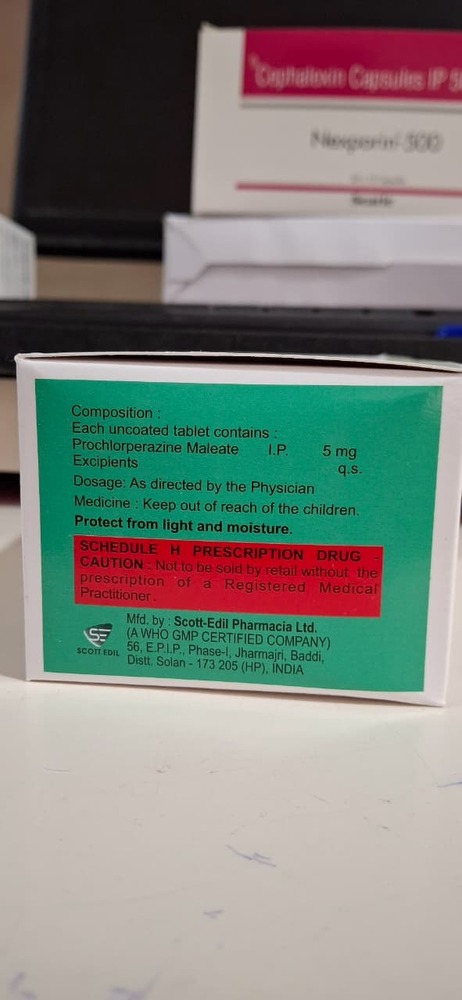 Cephalexin Capsules IP
Nexporin 500
Composition :
Each uncoated tablet contains :
Prochlorperazine Maleate I.P. 5 mg
Excipients q.s.
Dosage: As directed by the Physician
Medicine : Keep out of reach of the children.
Protect from light and moisture.
SCHEDULE H PRESCRIPTION DRUG -
CAUTION : Not to be sold by retail without the
prescription of a Registered Medical
Practitioner.
SE
SCOTT EDIL
Mfd. by : Scott-Edil Pharmacia Ltd.
(A WHO GMP CERTIFIED COMPANY)
56, E.P.I.P., Phase-I, Jharmajri, Baddi,
Distt. Solan - 173 205 (HP), INDIA